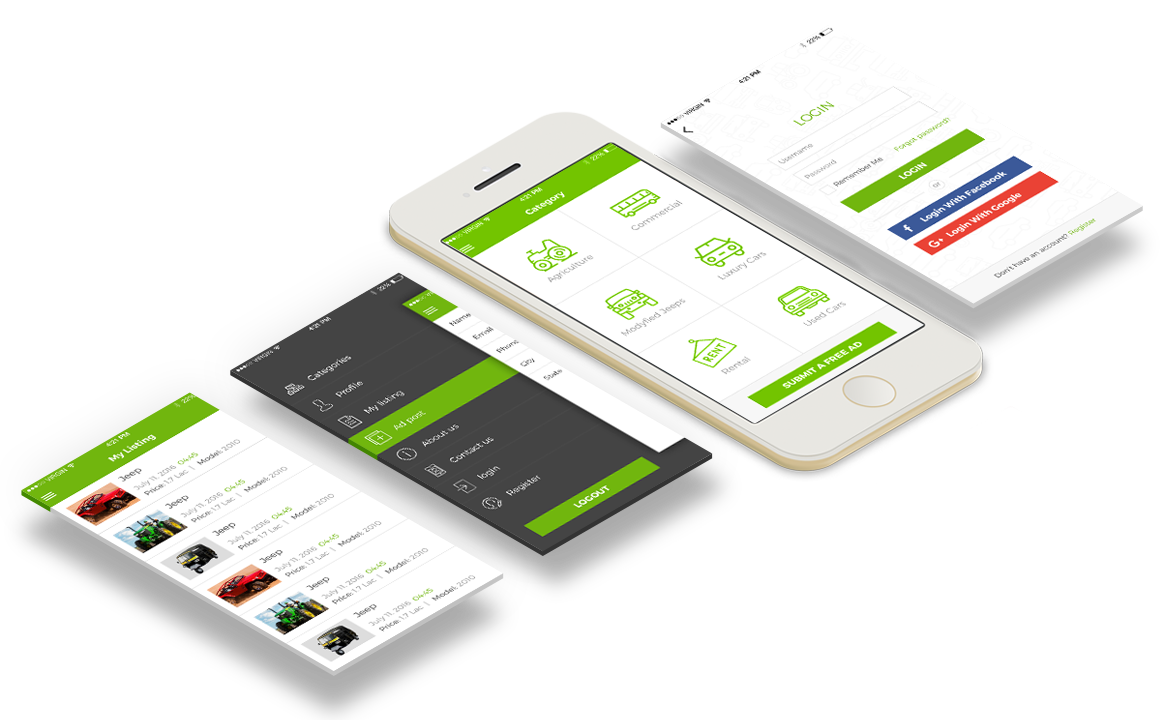 VIRGIN
4:21 PM
22%
My Listing
Jeep
July 11, 2016 04:45
Price: 1.7 Lac | Model: 2010
Jeep
July 11, 2016 04:45
Price: 1.7 Lac | Model: 2010
Jeep
July 11, 2016 04:45
Price: 1.7 Lac | Model: 2010
Jeep
July 11, 2016 04:45
Price: 1.7 Lac | Model: 2010
Jeep
July 11, 2016 04:45
Price: 1.7 Lac | Model: 2010
Jeep
July 11, 2016 04:45
Price: 1.7 Lac | Model: 2010
VIRGIN
4:21 PM
22%
Categories
Profile
My listing
Ad post
About us
Contact us
login
Register
LOGOUT
Name
Email
Phone
City
State
VIRGIN
4:21 PM
22%
Category
Agriculture
Commercial
Modyfied Jeeps
Luxury Cars
RENT
Rental
Used Cars
SUBMIT A FREE AD
VIRGIN
4:21 PM
22%
LOGIN
Username
Password
Remember Me
Forgot password?
LOGIN
or
f Login With Facebook
G+ Login With Google
Don't have an account? Register